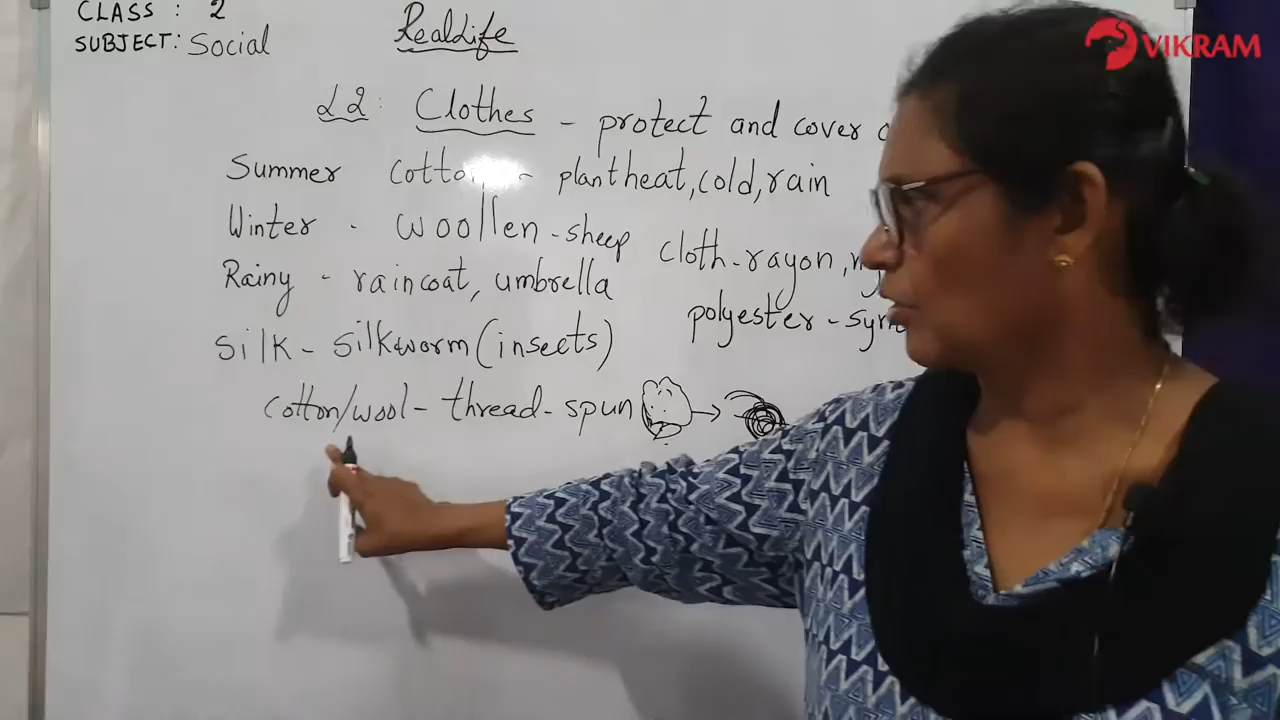 CLASS : 2
SUBJECT: Social
RealLife
VIKRAM
L2: Clothes - protect and cover
Summer cotton - plant heat, cold, rain
Winter - woollen - sheep
cloth - rayon,
Rainy - raincoat, umbrella
polyester -
Silk - silkworm (insects)
cotton/wool - thread - spun